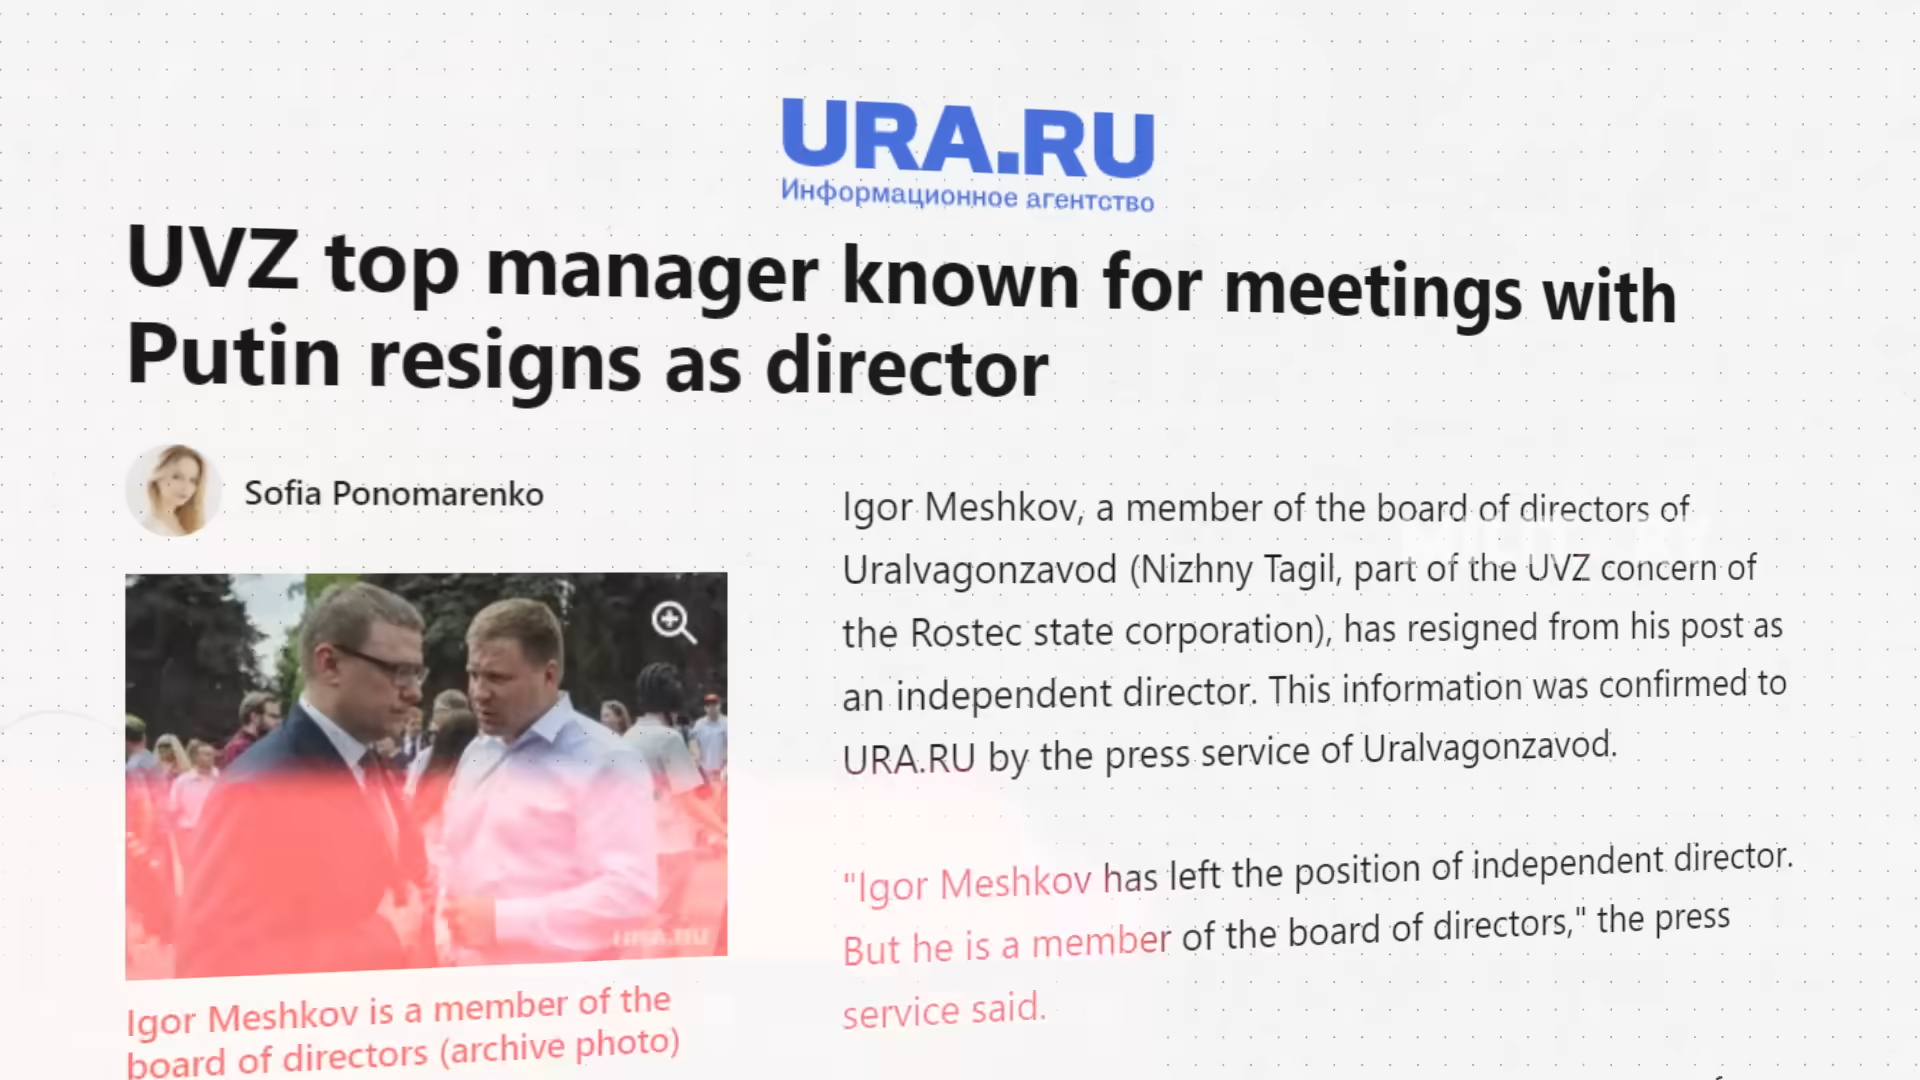 URA.RU
Информационное агентство
UVZ top manager known for meetings with
Putin resigns as director
Sofia Ponomarenko
Igor Meshkov, a member of the board of directors of
Uralvagonzavod (Nizhny Tagil, part of the UVZ concern of
the Rostec state corporation), has resigned from his post as
an independent director. This information was confirmed to
URA.RU by the press service of Uralvagonzavod.
"Igor Meshkov has left the position of independent director.
But he is a member of the board of directors," the press
service said.
URA.RU
Igor Meshkov is a member of the
board of directors (archive photo)